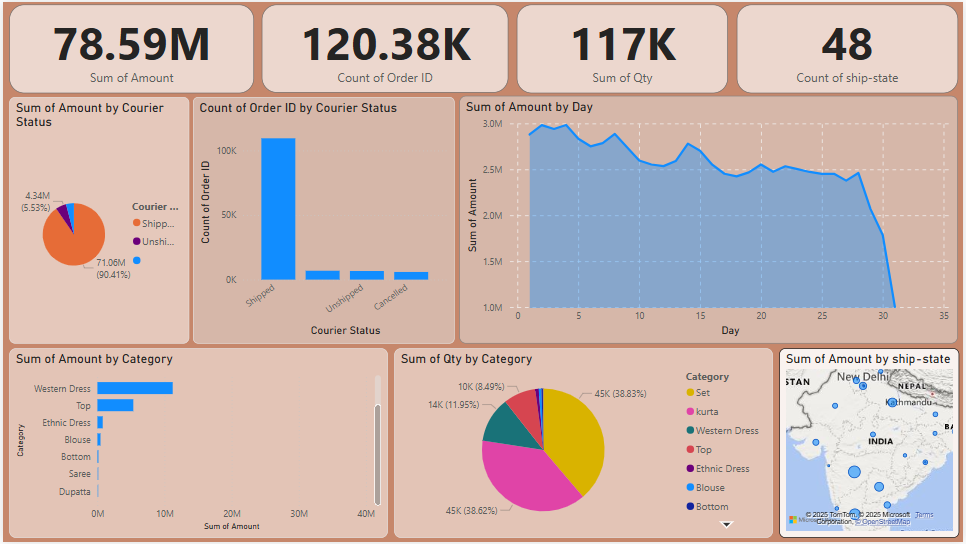 78.59M
Sum of Amount
120.38K
Count of Order ID
117K
Sum of Qty
48
Count of ship-state
Sum of Amount by Courier
Status
4.34M
(5.53%)
71.06M
(90.41%)
Courier ...
Shipp...
Unshi...
Count of Order ID by Courier Status
Count of Order ID
100K
50K
0K
Shipped
Unshipped
Cancelled
Courier Status
Sum of Amount by Day
Sum of Amount
3.0M
2.5M
2.0M
1.5M
1.0M
0 5 10 15 20 25 30 35
Day
Sum of Amount by Category
Category
Western Dress
Top
Ethnic Dress
Blouse
Bottom
Saree
Dupatta
0M 10M 20M 30M 40M
Sum of Amount
Sum of Qty by Category
10K (8.49%)
14K (11.95%)
45K (38.83%)
45K (38.62%)
Category
Set
kurta
Western Dress
Top
Ethnic Dress
Blouse
Bottom
Sum of Amount by ship-state
STAN
New Delhi
NEPAL
Kathmandu
INDIA
BA
© 2025 TomTom, © 2025 Microsoft Terms
Corporation, © OpenStreetMap